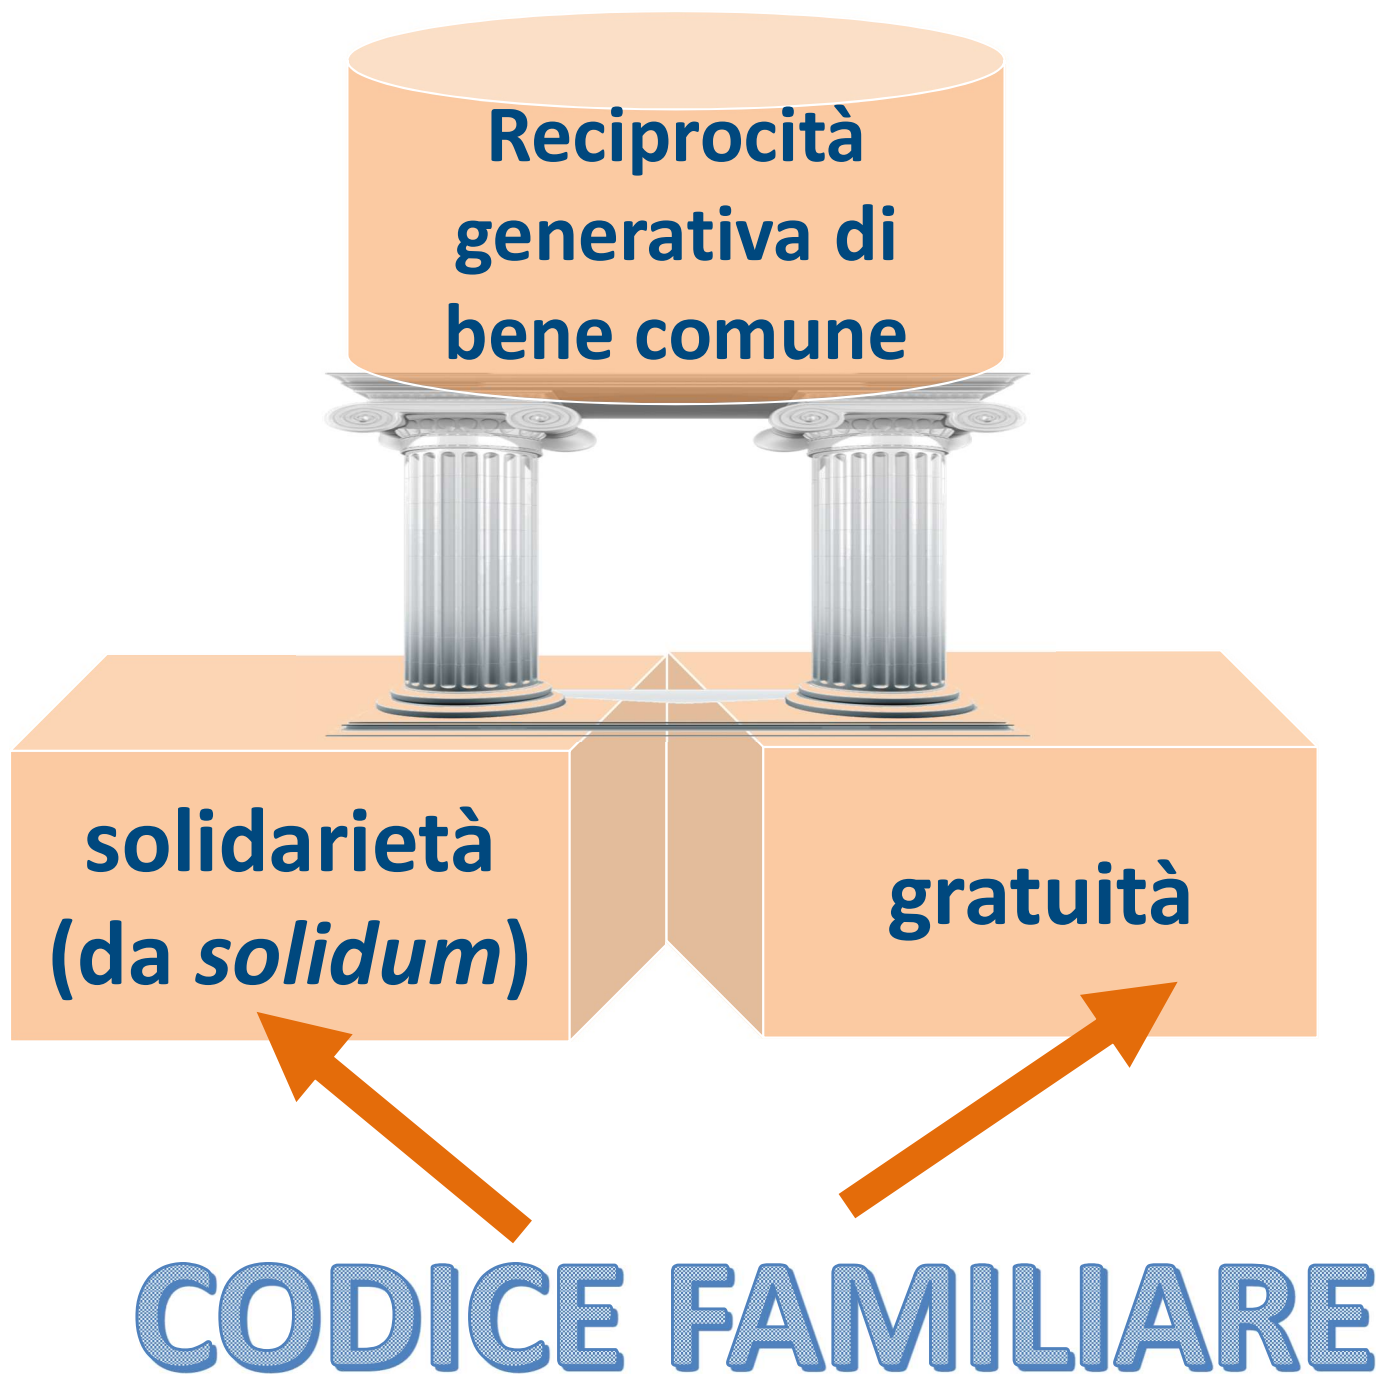 Reciprocità
generativa di
bene comune
solidarietà
(da solidum)
gratuità
CODICE FAMILIARE